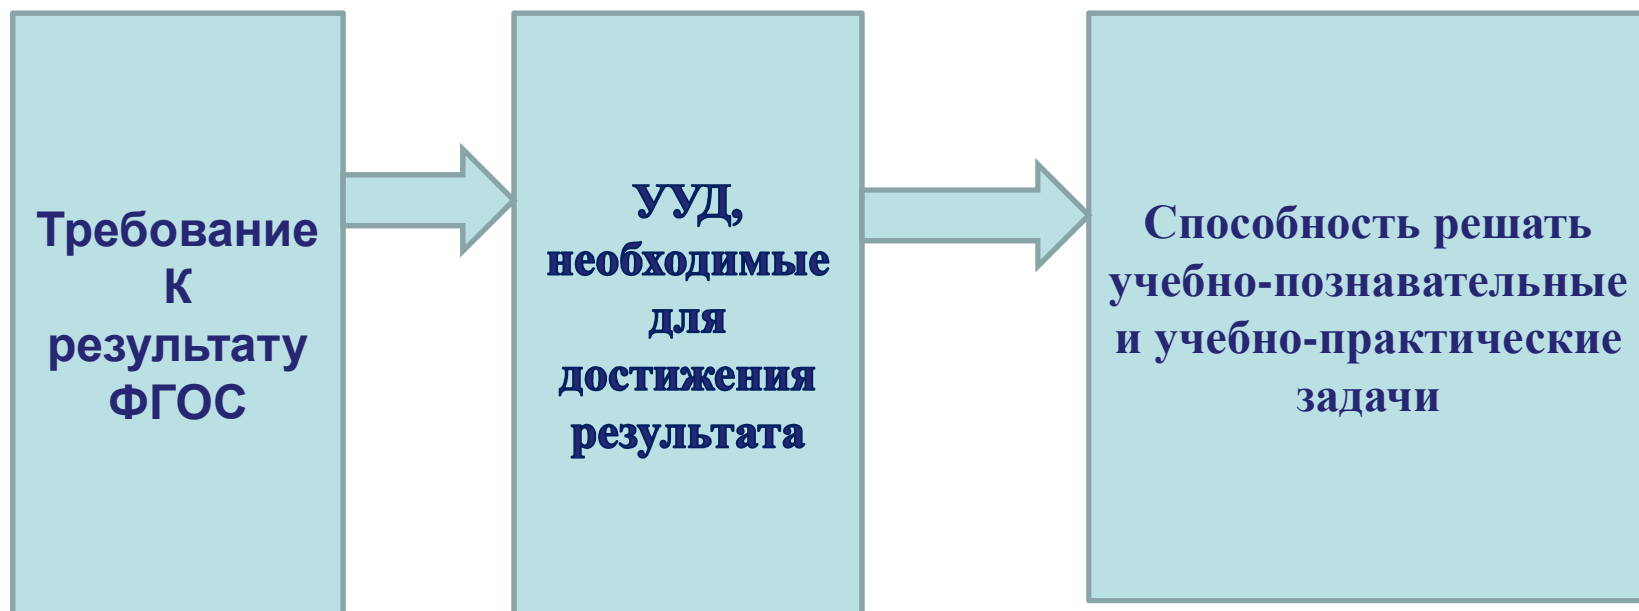 Требование
К
результату
ФГОС
УУД,
необходимые
для
достижения
результата
Способность решать
учебно-познавательные
и учебно-практические
задачи